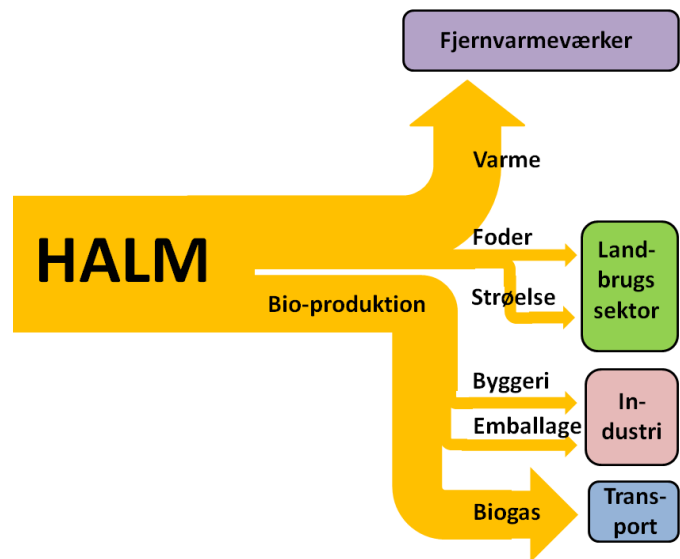 Fjernvarmeværker
Varme
Foder
Land-
brugs
sektor
HALM
Strøelse
Bio-produktion
Byggeri
In-
dustri
Emballage
Trans-
port
Biogas